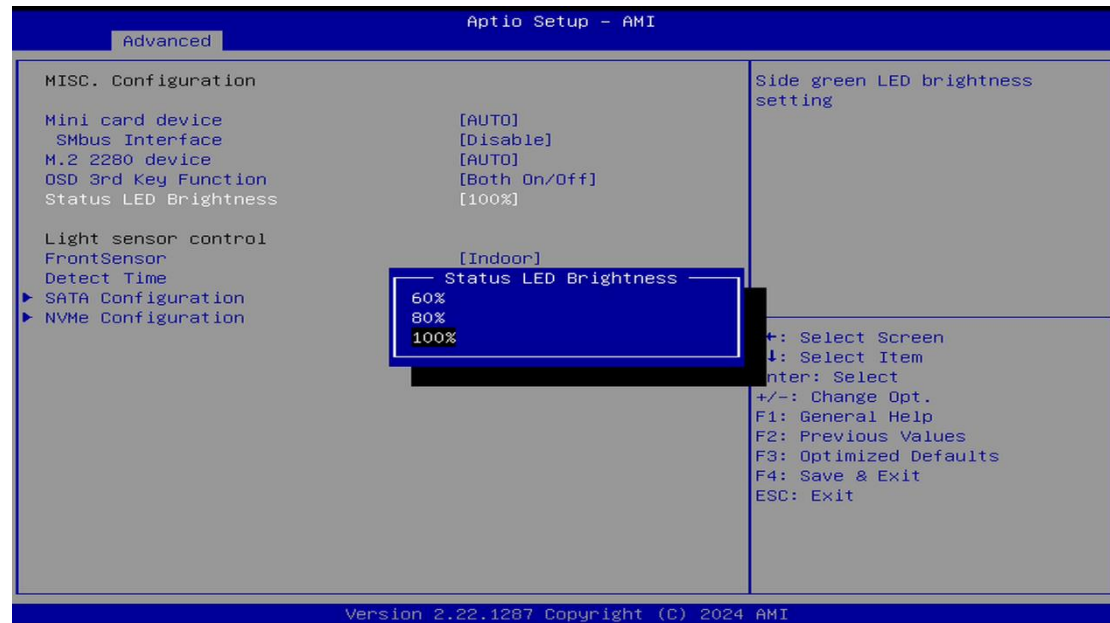 Aptio Setup – AMI
Advanced
MISC. Configuration
Mini card device [AUTO]
SMbus Interface [Disable]
M.2 2280 device [AUTO]
OSD 3rd Key Function [Both On/Off]
Status LED Brightness [100%]
Light sensor control
FrontSensor [Indoor]
Detect Time
► SATA Configuration
► NVMe Configuration
Status LED Brightness
60%
80%
100%
Side green LED brightness
setting
←: Select Screen
↓: Select Item
nter: Select
+/-: Change Opt.
F1: General Help
F2: Previous Values
F3: Optimized Defaults
F4: Save & Exit
ESC: Exit
Version 2.22.1287 Copyright (C) 2024 AMI